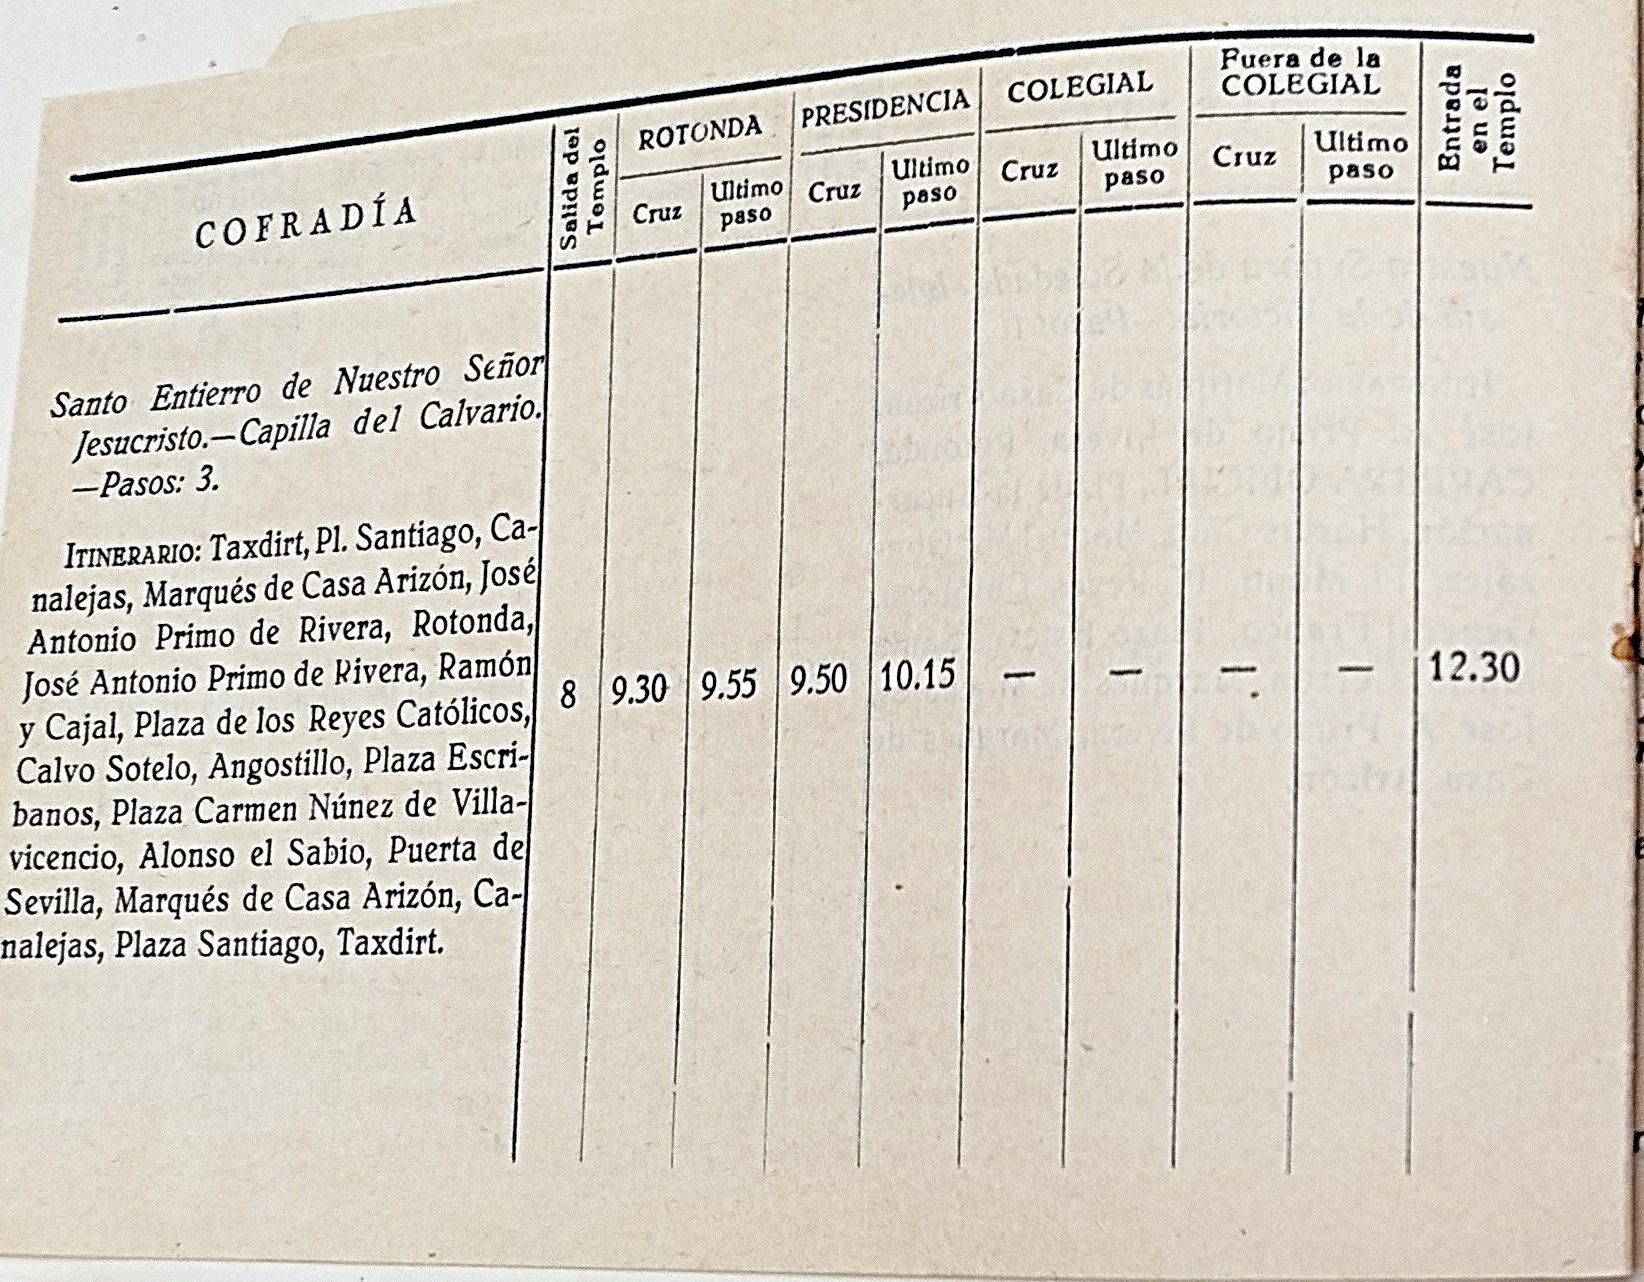 COFRADÍA
Salida del
Templo
ROTONDA
Cruz
Ultimo
paso
PRESIDENCIA
Cruz
Ultimo
paso
COLEGIAL
Cruz
Ultimo
paso
Fuera de la
COLEGIAL
Cruz
Ultimo
paso
Entrada
en el
Templo
Santo Entierro de Nuestro Señor
Jesucristo.—Capilla del Calvario.
—Pasos: 3.
ITINERARIO: Taxdirt, Pl. Santiago, Ca-
nalejas, Marqués de Casa Arizón, José
Antonio Primo de Rivera, Rotonda,
José Antonio Primo de Rivera, Ramón
y Cajal, Plaza de los Reyes Católicos,
Calvo Sotelo, Angostillo, Plaza Escri-
banos, Plaza Carmen Núnez de Villa-
vicencio, Alonso el Sabio, Puerta de
Sevilla, Marqués de Casa Arizón, Ca-
nalejas, Plaza Santiago, Taxdirt.
8 9.30 9.55 9.50 10.15 — — — — 12.30